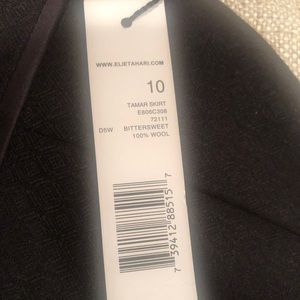 WWW.ELIETAHARI.COM
10
TAMAR SKIRT
E806C308
72111
D5W BITTERSWEET
100% WOOL
7 39412 88515 7